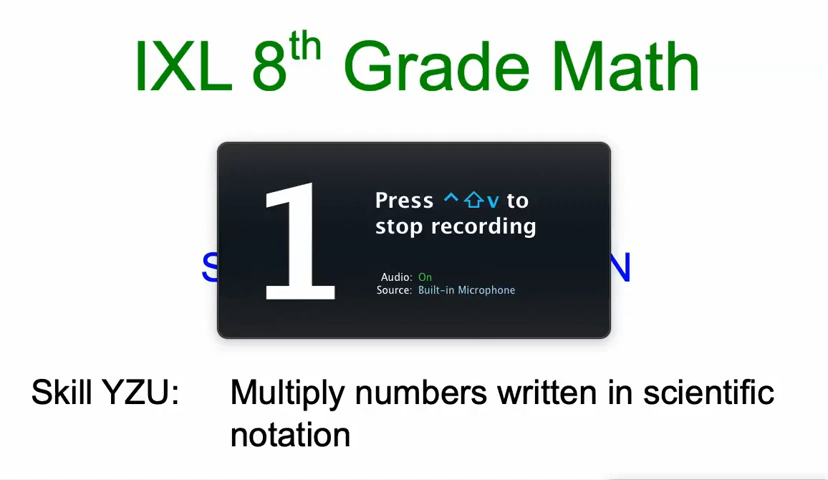 IXL 8th Grade Math
1
Press ^⇧v to
stop recording
S N
Audio: On
Source: Built-in Microphone
Skill YZU: Multiply numbers written in scientific
notation